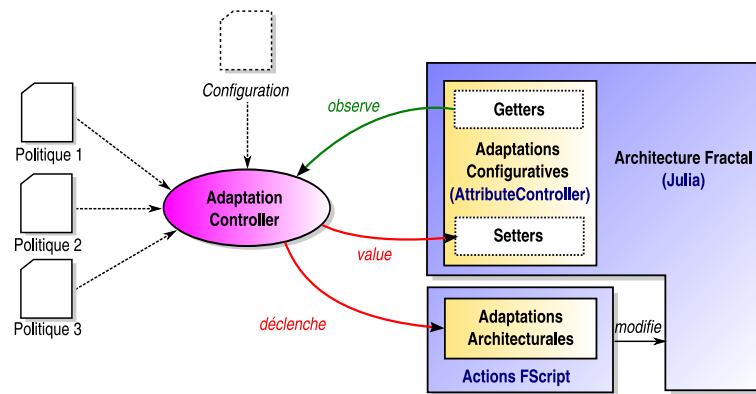 Configuration
Politique 1
Politique 2
Politique 3
Adaptation
Controller
observe
value
déclenche
Getters
Adaptations
Configuratives
(AttributeController)
Setters
Architecture Fractal
(Julia)
Adaptations
Architecturales
Actions FScript
modifie